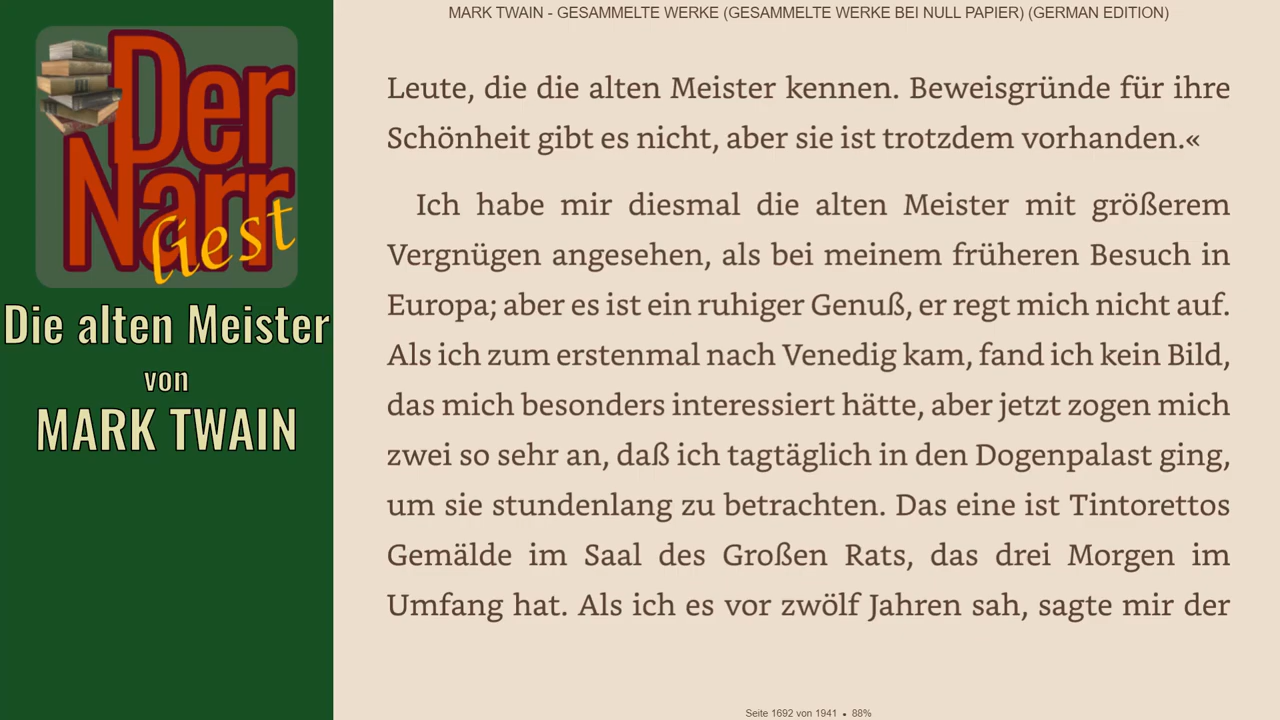 Der
Narr
liest
Die alten Meister
von
MARK TWAIN
MARK TWAIN - GESAMMELTE WERKE (GESAMMELTE WERKE BEI NULL PAPIER) (GERMAN EDITION)
Leute, die die alten Meister kennen. Beweisgründe für ihre
Schönheit gibt es nicht, aber sie ist trotzdem vorhanden.«
Ich habe mir diesmal die alten Meister mit größerem
Vergnügen angesehen, als bei meinem früheren Besuch in
Europa; aber es ist ein ruhiger Genuß, er regt mich nicht auf.
Als ich zum erstenmal nach Venedig kam, fand ich kein Bild,
das mich besonders interessiert hätte, aber jetzt zogen mich
zwei so sehr an, daß ich tagtäglich in den Dogenpalast ging,
um sie stundenlang zu betrachten. Das eine ist Tintorettos
Gemälde im Saal des Großen Rats, das drei Morgen im
Umfang hat. Als ich es vor zwölf Jahren sah, sagte mir der
Seite 1692 von 1941 • 88%